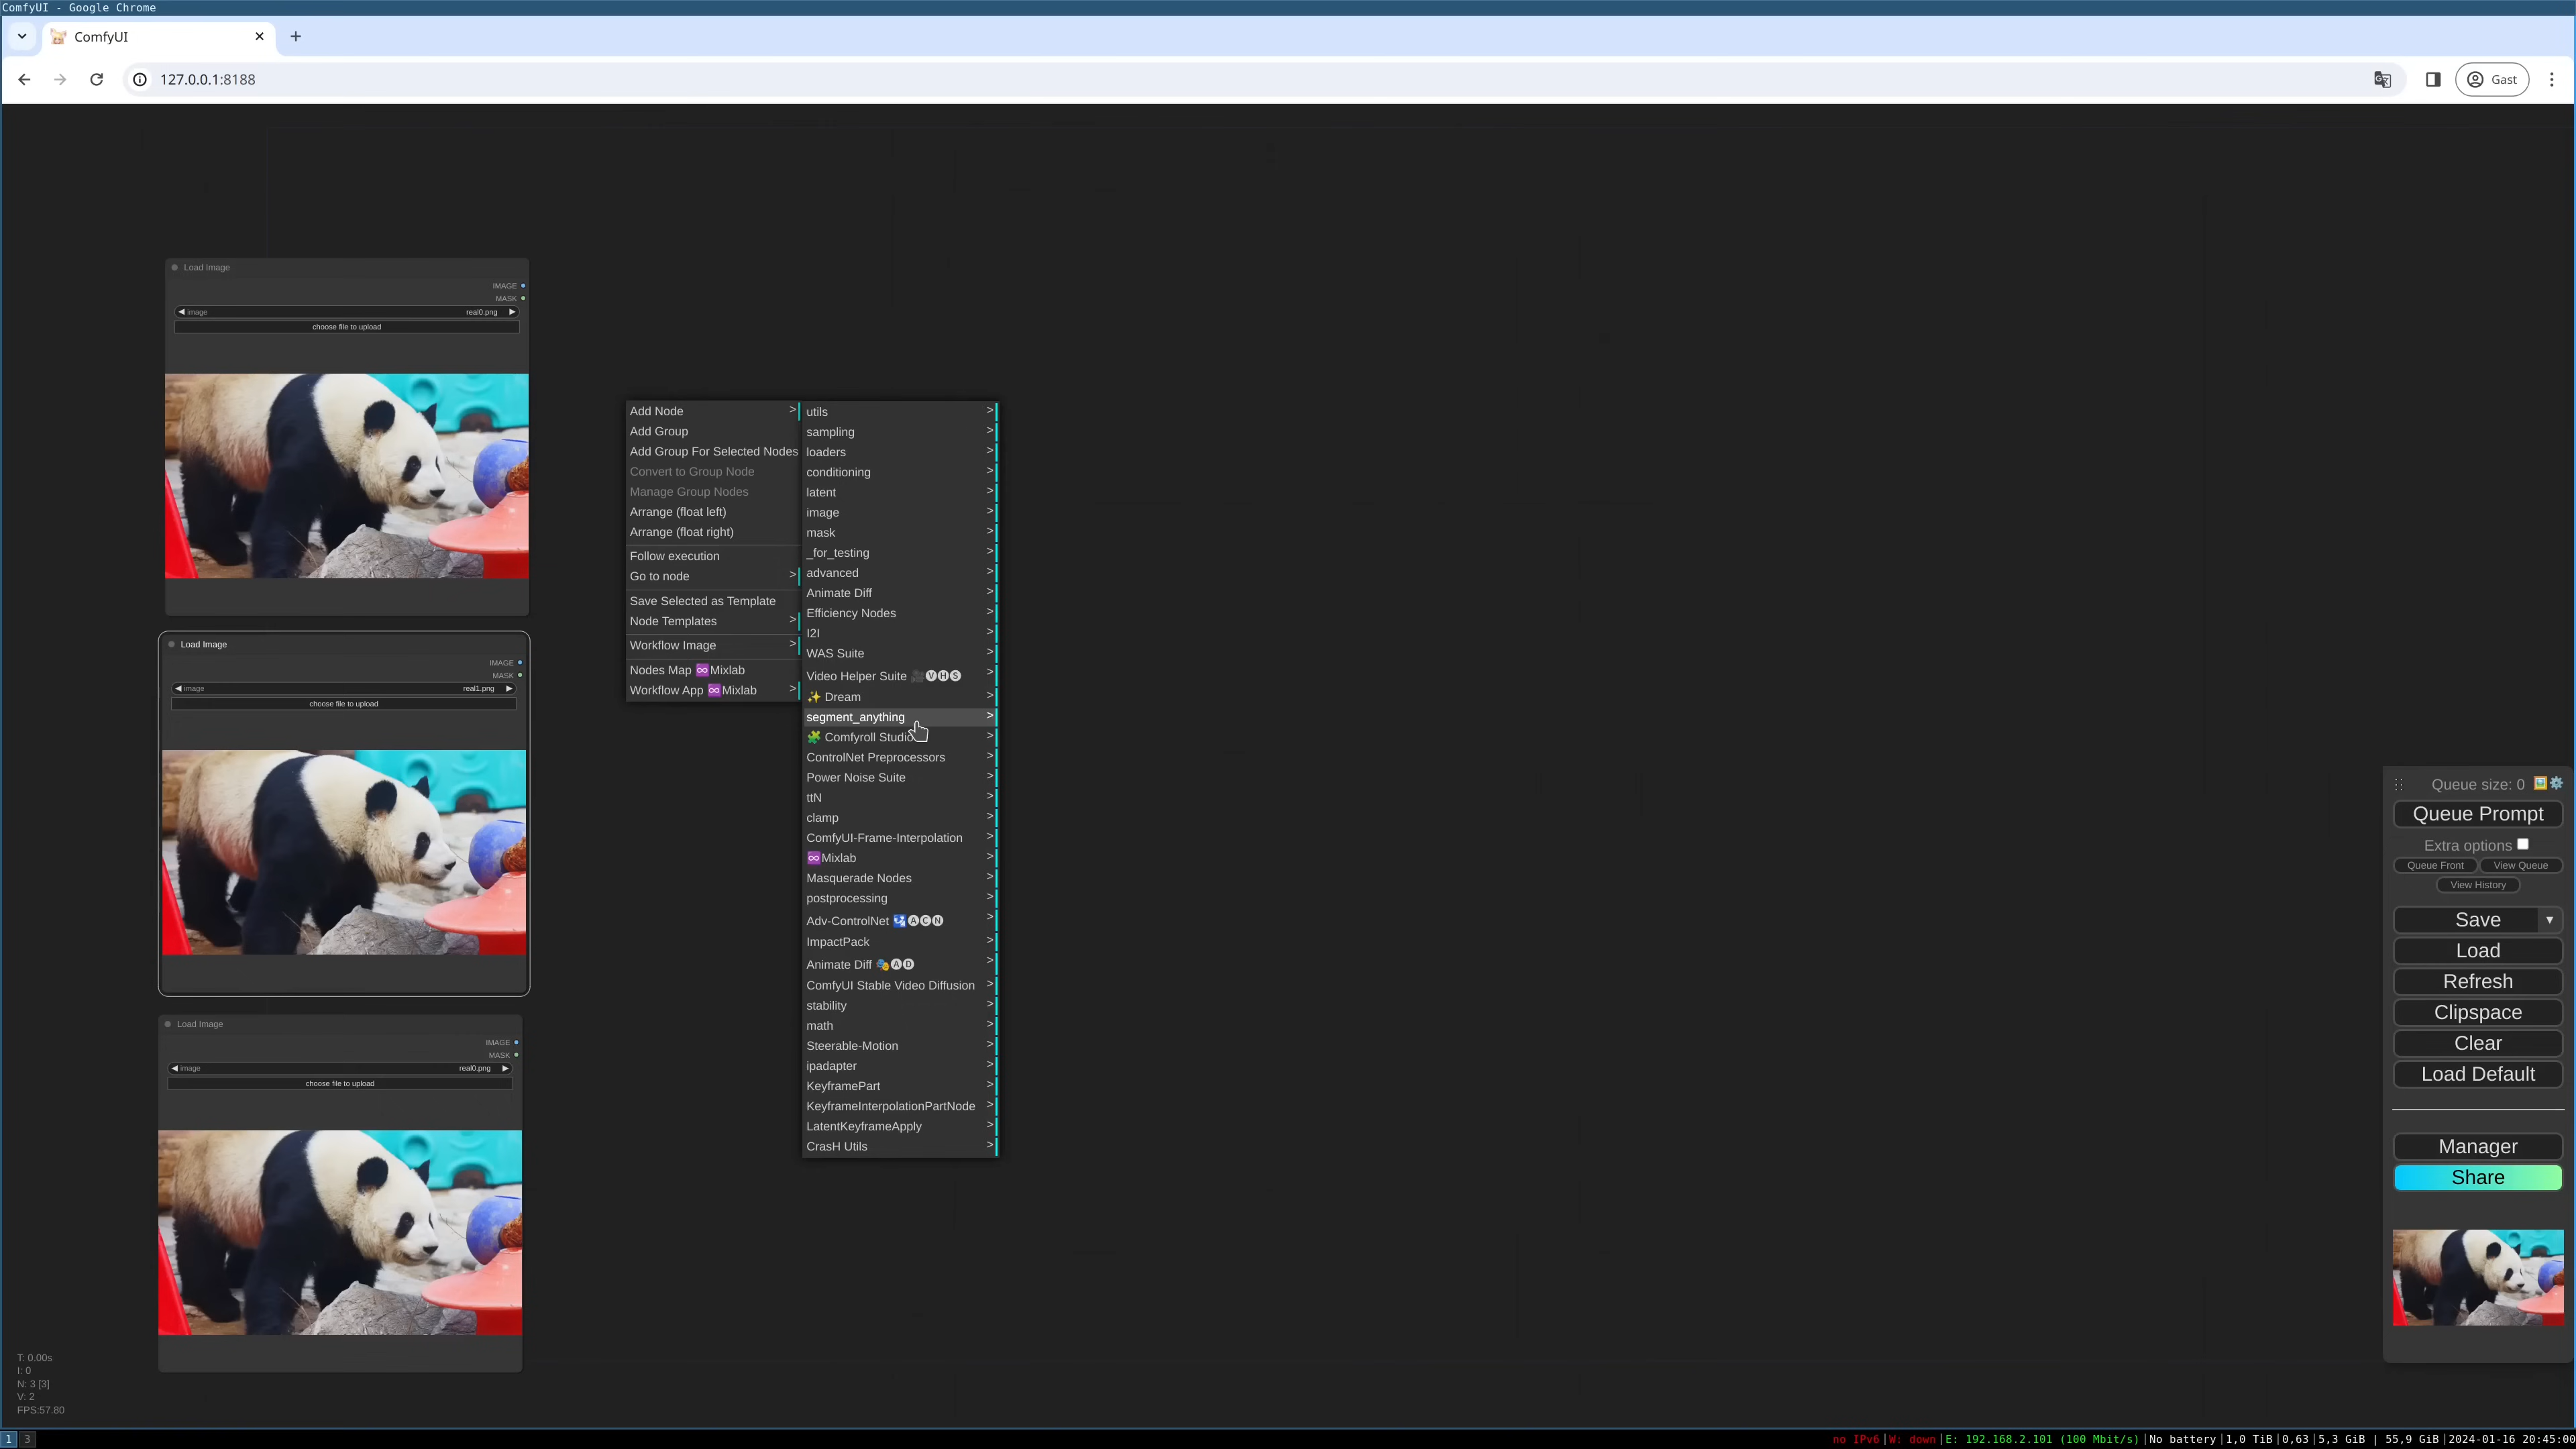 ComfyUI - Google Chrome
ComfyUI
127.0.0.1:8188
Gast
Load Image
IMAGE
MASK
image real0.png
choose file to upload
Load Image
IMAGE
MASK
image real1.png
choose file to upload
Load Image
IMAGE
MASK
image real0.png
choose file to upload
Add Node >
Add Group
Add Group For Selected Nodes
Convert to Group Node
Manage Group Nodes
Arrange (float left)
Arrange (float right)
Follow execution
Go to node >
Save Selected as Template
Node Templates >
Workflow Image >
Nodes Map ♾️Mixlab
Workflow App ♾️Mixlab >
utils >
sampling >
loaders >
conditioning >
latent >
image >
mask >
_for_testing >
advanced >
Animate Diff >
Efficiency Nodes >
I2I >
WAS Suite >
Video Helper Suite 🎥🅥🅗🅢 >
✨ Dream >
segment_anything >
🧩 Comfyroll Studio >
ControlNet Preprocessors >
Power Noise Suite >
ttN >
clamp >
ComfyUI-Frame-Interpolation >
♾️Mixlab >
Masquerade Nodes >
postprocessing >
Adv-ControlNet 🛂🅐🅒🅝 >
ImpactPack >
Animate Diff 🎭🅐🅓 >
ComfyUI Stable Video Diffusion >
stability >
math >
Steerable-Motion >
ipadapter >
KeyframePart >
KeyframeInterpolationPartNode >
LatentKeyframeApply >
CrasH Utils >
Queue size: 0
Queue Prompt
Extra options
Queue Front View Queue
View History
Save
Load
Refresh
Clipspace
Clear
Load Default
Manager
Share
T: 0.00s
I: 0
N: 3 [3]
V: 2
FPS:57.80
1 3
no IPv6|W: down|E: 192.168.2.101 (100 Mbit/s)|No battery|1,0 TiB|0,63|5,3 GiB | 55,9 GiB|2024-01-16 20:45:00